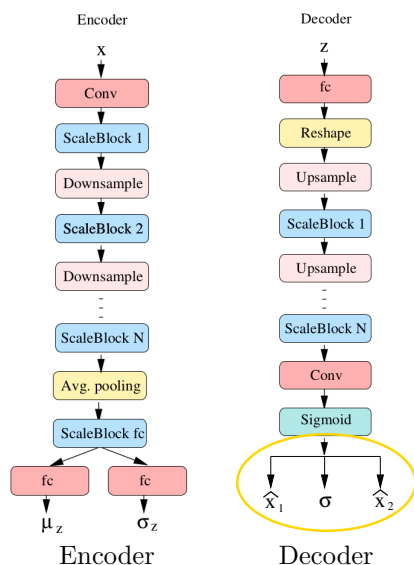 Encoder
x
Conv
ScaleBlock 1
Downsample
ScaleBlock 2
Downsample
ScaleBlock N
Avg. pooling
ScaleBlock fc
fc
fc
μ_z
σ_z
Encoder
Decoder
z
fc
Reshape
Upsample
ScaleBlock 1
Upsample
ScaleBlock N
Conv
Sigmoid
x̂_1
σ
x̂_2
Decoder